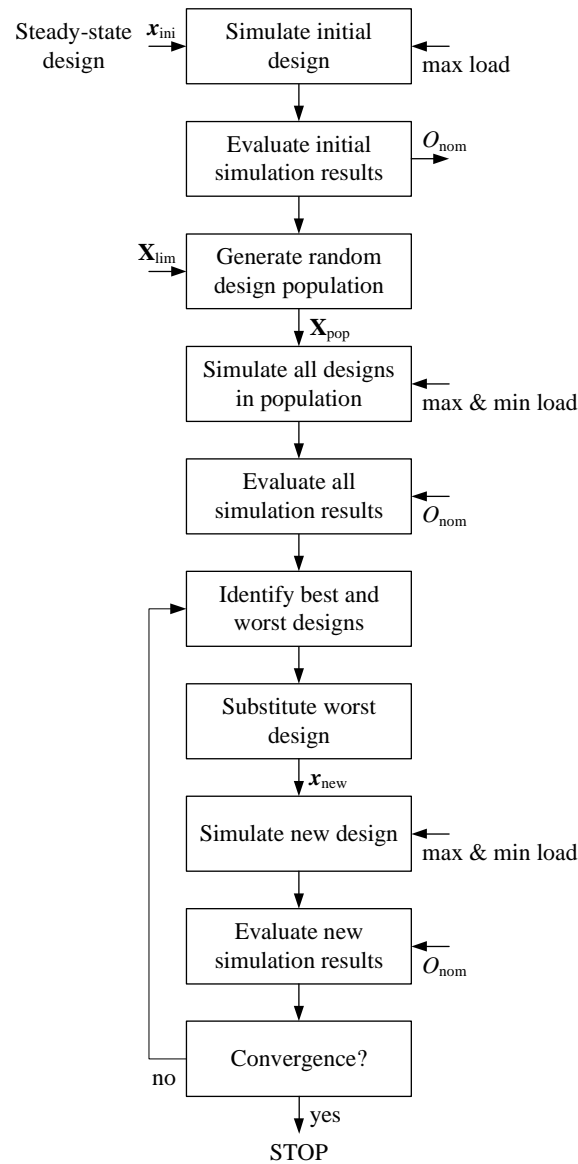 Steady-state
design
x_ini
Simulate initial
design
max load
Evaluate initial
simulation results
O_nom
X_lim
Generate random
design population
X_pop
Simulate all designs
in population
max & min load
Evaluate all
simulation results
O_nom
Identify best and
worst designs
Substitute worst
design
x_new
Simulate new design
max & min load
Evaluate new
simulation results
O_nom
Convergence?
no
yes
STOP